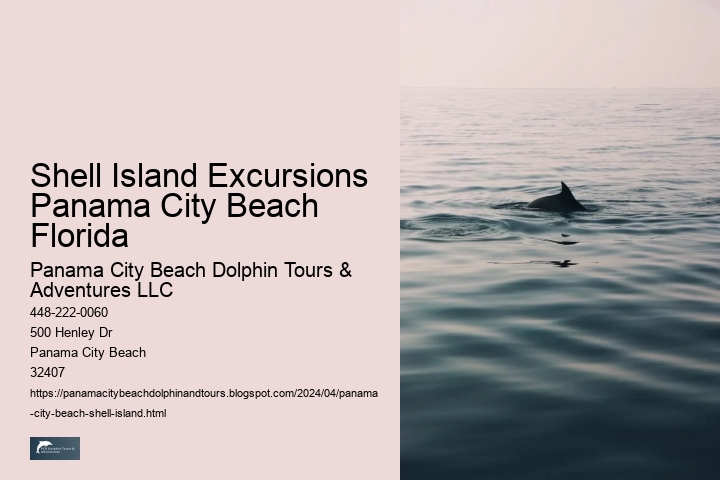 Shell Island Excursions
Panama City Beach
Florida
Panama City Beach Dolphin Tours &
Adventures LLC
448-222-0060
500 Henley Dr
Panama City Beach
32407
https://panamacitybeachdolphinandtours.blogspot.com/2024/04/panama
-city-beach-shell-island.html